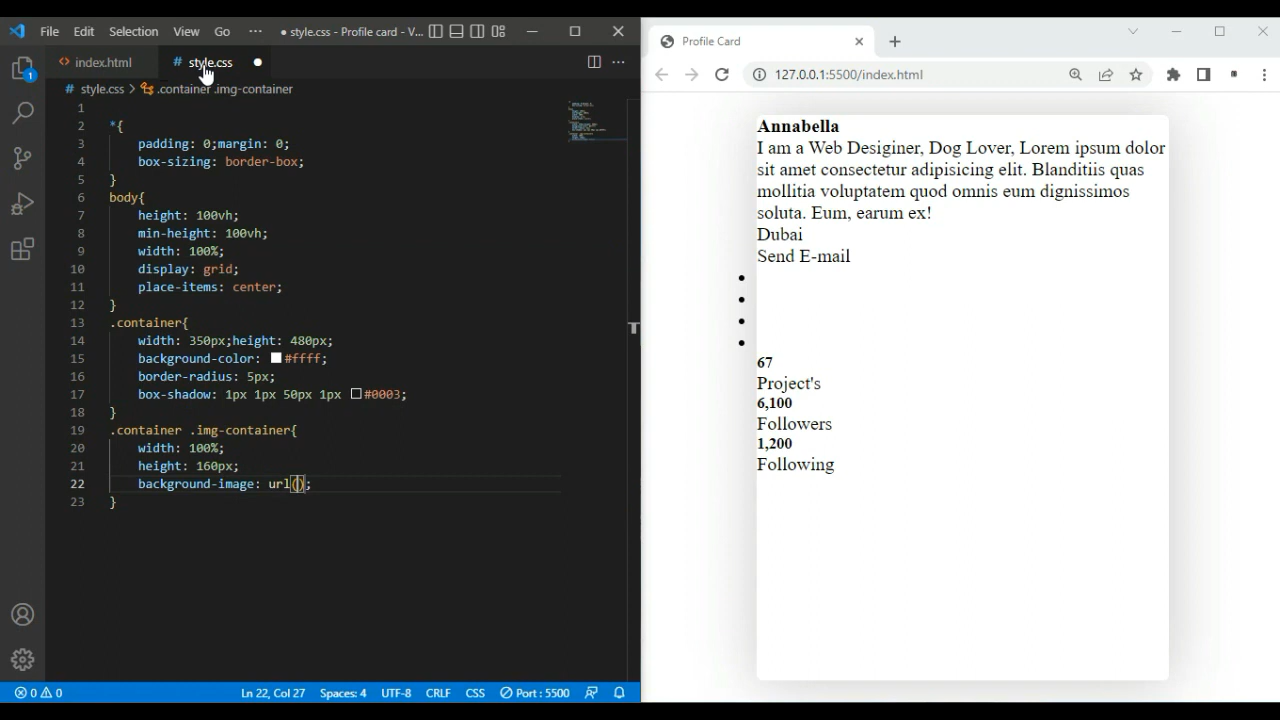 File Edit Selection View Go ··· ● style.css - Profile card - V...
index.html
# style.css ●
# style.css > .container .img-container
1
2 *{
3 padding: 0;margin: 0;
4 box-sizing: border-box;
5 }
6 body{
7 height: 100vh;
8 min-height: 100vh;
9 width: 100%;
10 display: grid;
11 place-items: center;
12 }
13 .container{
14 width: 350px;height: 480px;
15 background-color: #ffff;
16 border-radius: 5px;
17 box-shadow: 1px 1px 50px 1px #0003;
18 }
19 .container .img-container{
20 width: 100%;
21 height: 160px;
22 background-image: url();
23 }
1
0 0
Ln 22, Col 27 Spaces: 4 UTF-8 CRLF CSS Port : 5500
Profile Card
127.0.0.1:5500/index.html
Annabella
I am a Web Desiginer, Dog Lover, Lorem ipsum dolor
sit amet consectetur adipisicing elit. Blanditiis quas
mollitia voluptatem quod omnis eum dignissimos
soluta. Eum, earum ex!
Dubai
Send E-mail
67
Project's
6,100
Followers
1,200
Following